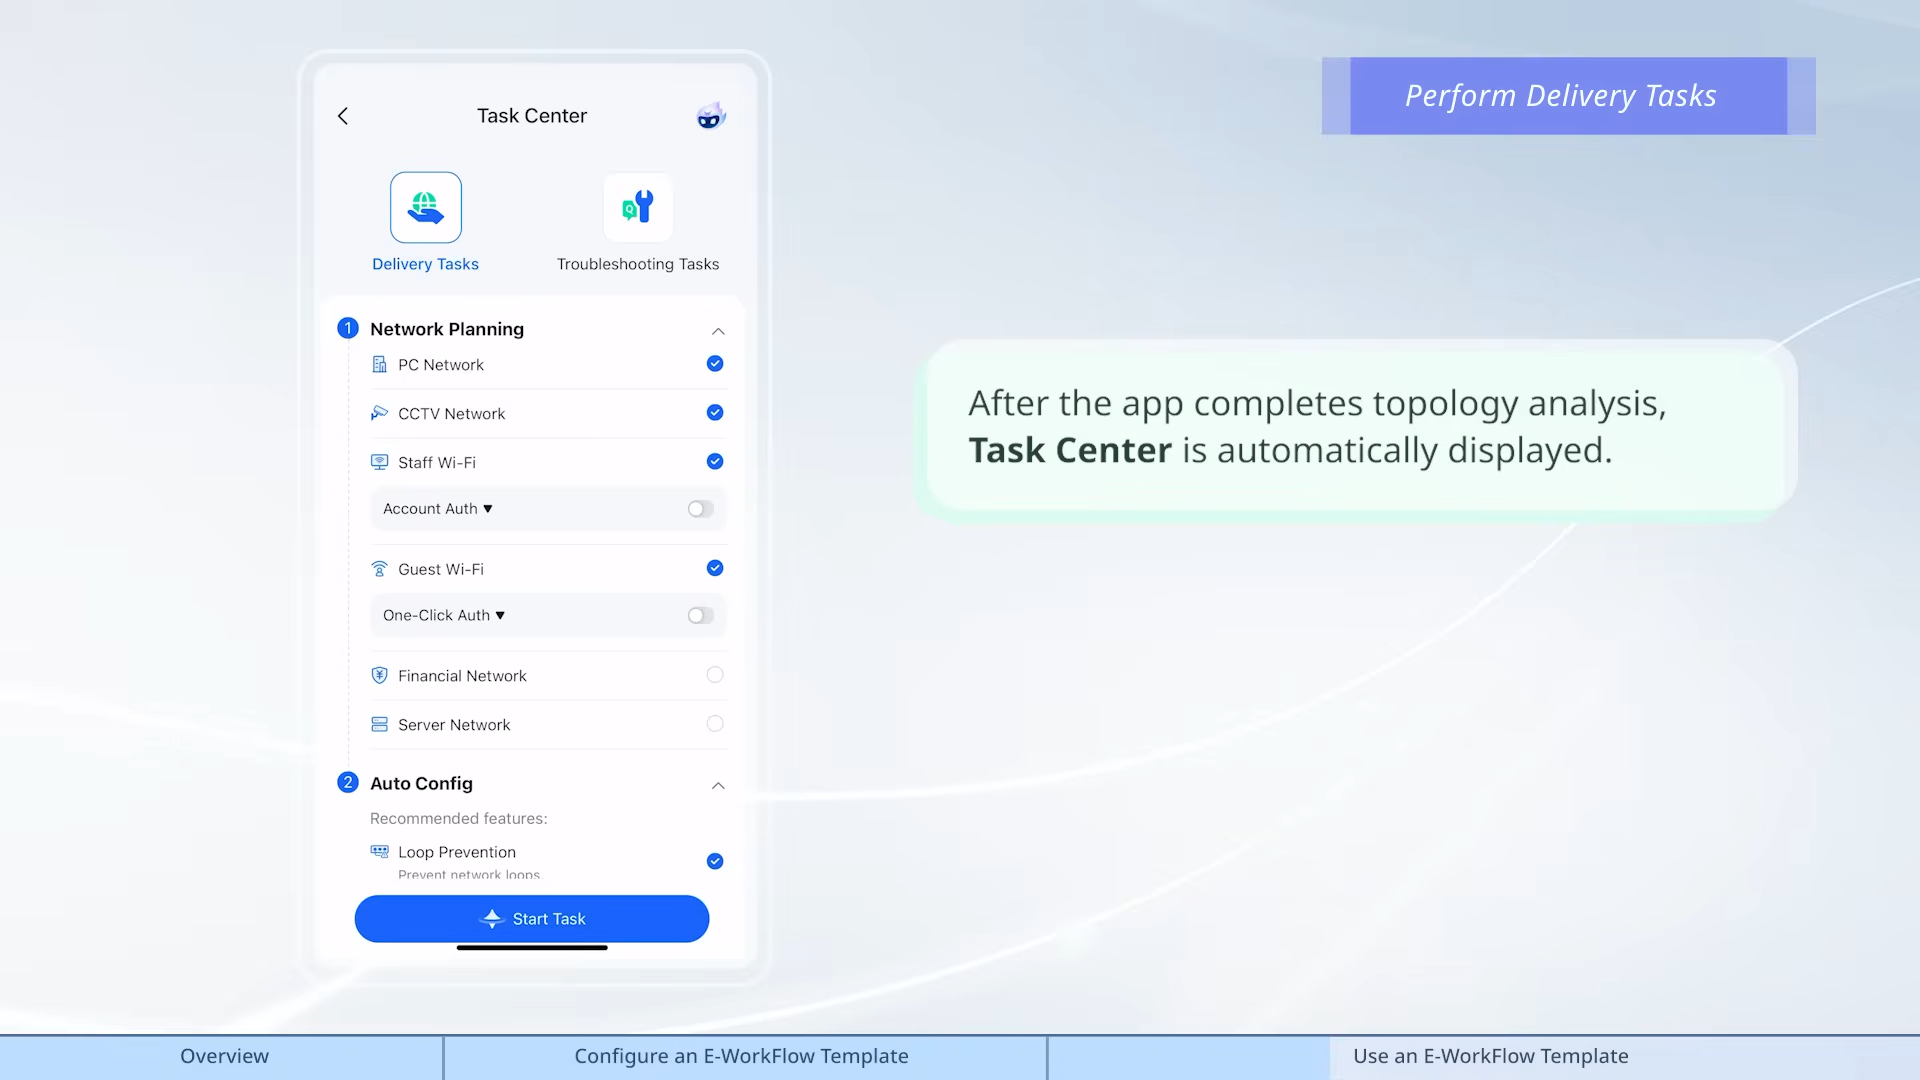 Task Center
Delivery Tasks
Troubleshooting Tasks
1 Network Planning
PC Network
CCTV Network
Staff Wi-Fi
Account Auth ▼
Guest Wi-Fi
One-Click Auth ▼
Financial Network
Server Network
2 Auto Config
Recommended features:
Loop Prevention
Prevent network loops.
Start Task
Perform Delivery Tasks
After the app completes topology analysis,
Task Center is automatically displayed.
Overview
Configure an E-WorkFlow Template
Use an E-WorkFlow Template